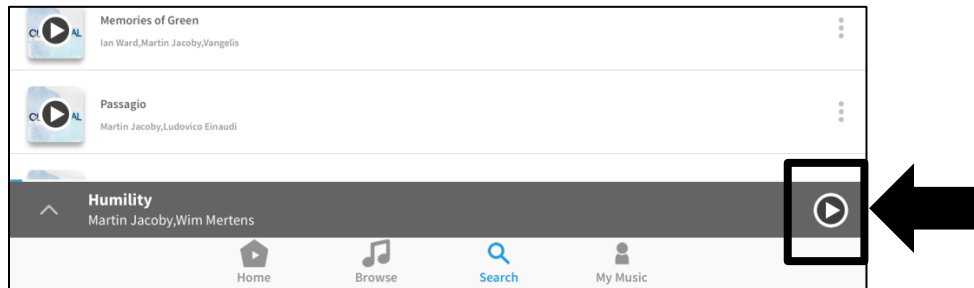 Memories of Green
Ian Ward,Martin Jacoby,Vangelis
Passagio
Martin Jacoby,Ludovico Einaudi
Humility
Martin Jacoby,Wim Mertens
Home Browse Search My Music